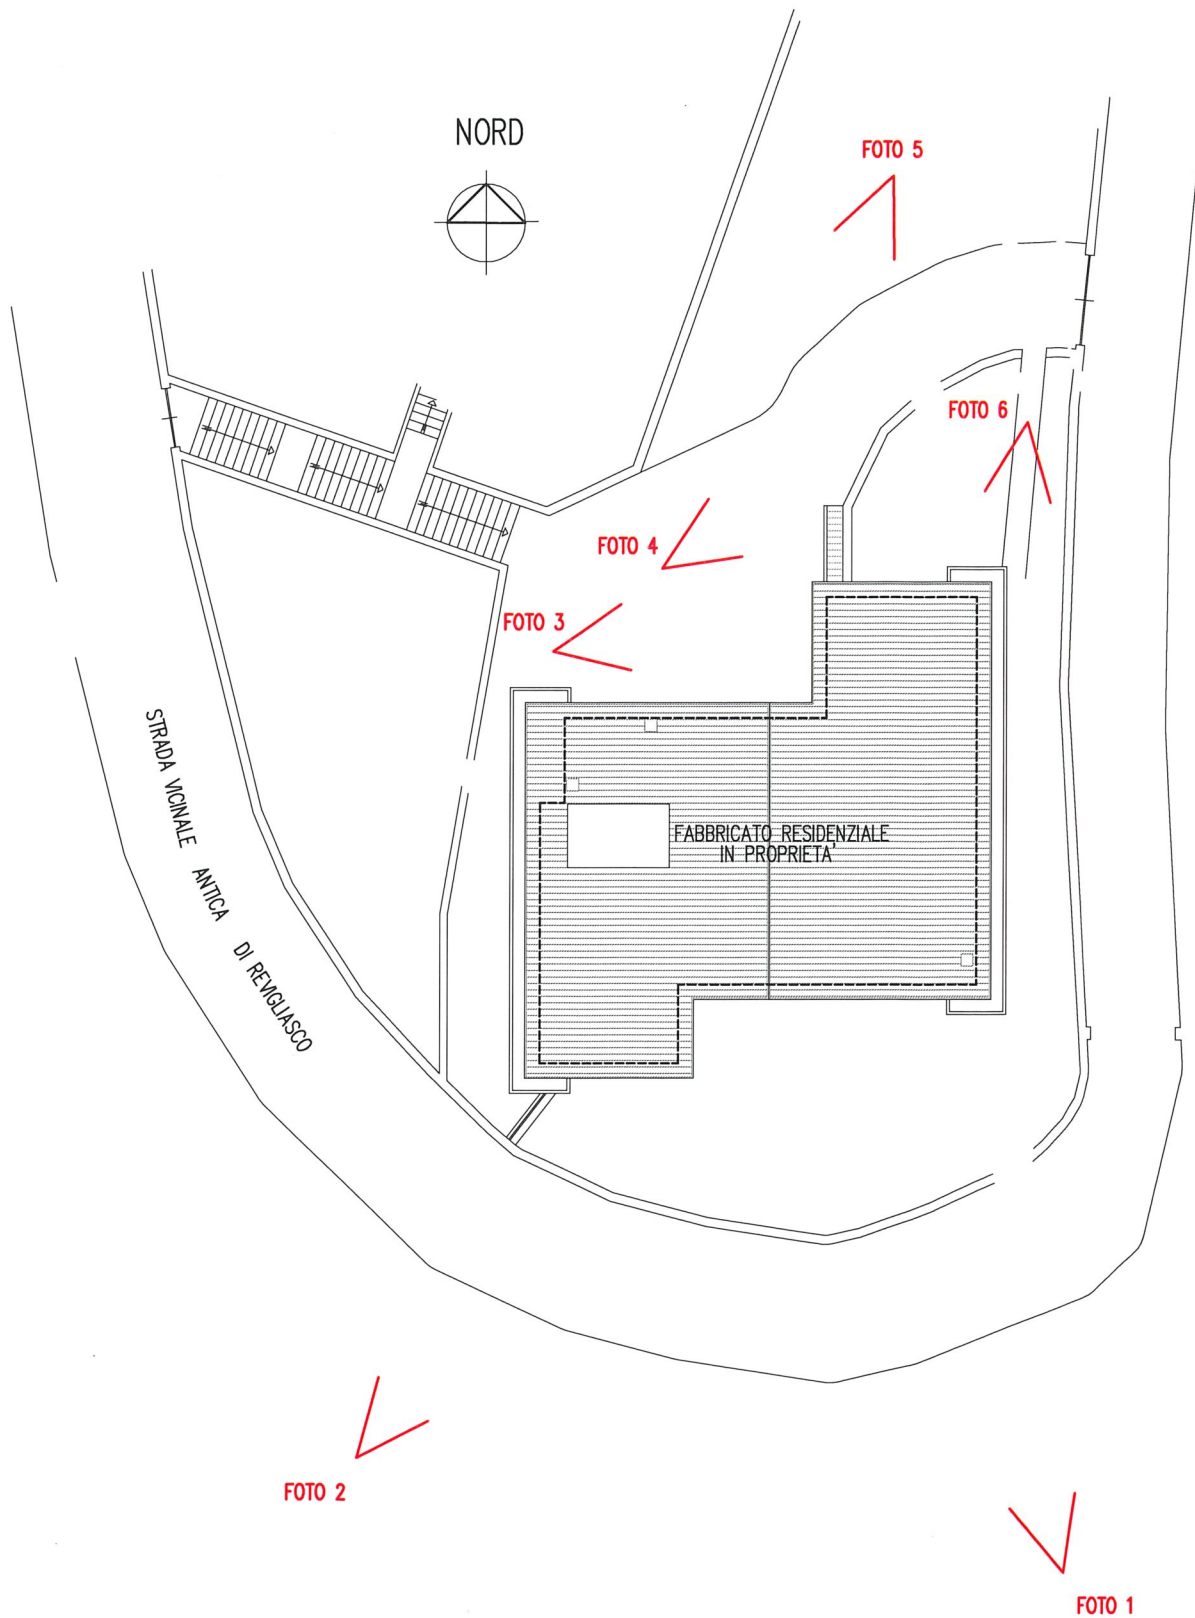 NORD
FOTO 5
FOTO 6
FOTO 4
FOTO 3
STRADA VICINALE ANTICA DI REVIGLIASCO
FABBRICATO RESIDENZIALE
IN PROPRIETA'
FOTO 2
FOTO 1